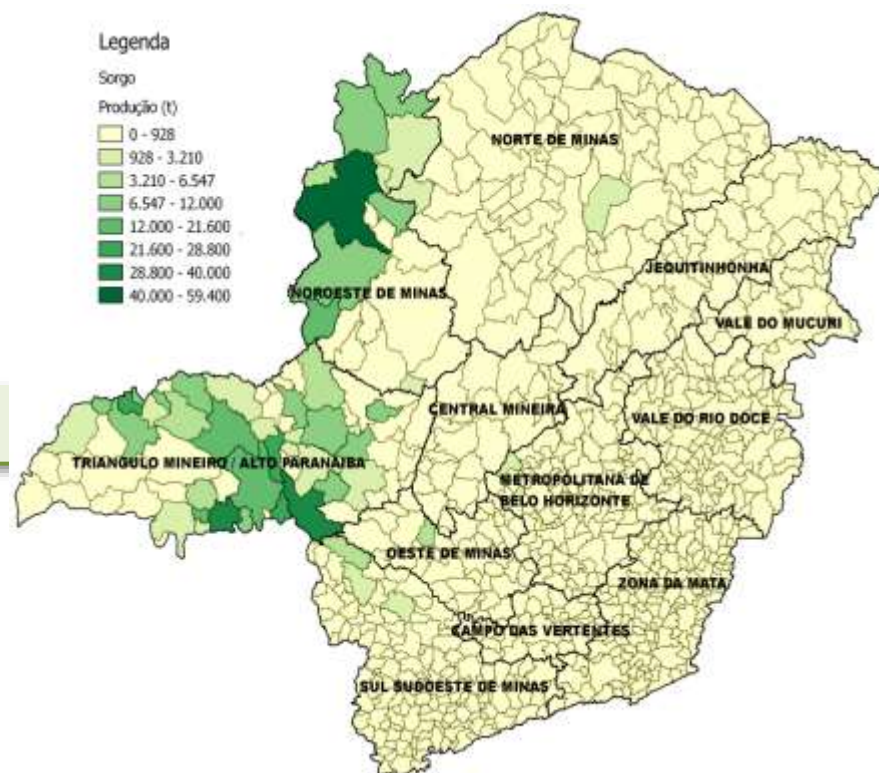 Legenda
Sorgo
Produção (t)
0 - 928
928 - 3.210
3.210 - 6.547
6.547 - 12.000
12.000 - 21.600
21.600 - 28.800
28.800 - 40.000
40.000 - 59.400
NORTE DE MINAS
JEQUITINHONHA
NOROESTE DE MINAS
VALE DO MUCURI
CENTRAL MINEIRA
VALE DO RIO DOCE
TRIANGULO MINEIRO / ALTO PARANAIBA
METROPOLITANA DE
BELO HORIZONTE
OESTE DE MINAS
ZONA DA MATA
CAMPO DAS VERTENTES
SUL SUDOESTE DE MINAS